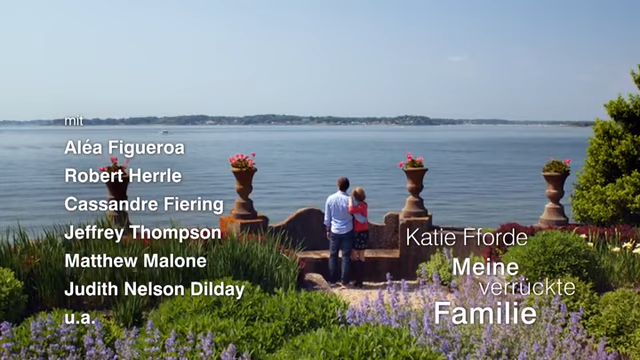 mit
Aléa Figueroa
Robert Herrle
Cassandre Fiering
Jeffrey Thompson
Matthew Malone
Judith Nelson Dilday
u.a.
Katie Fforde
Meine
verrückte
Familie